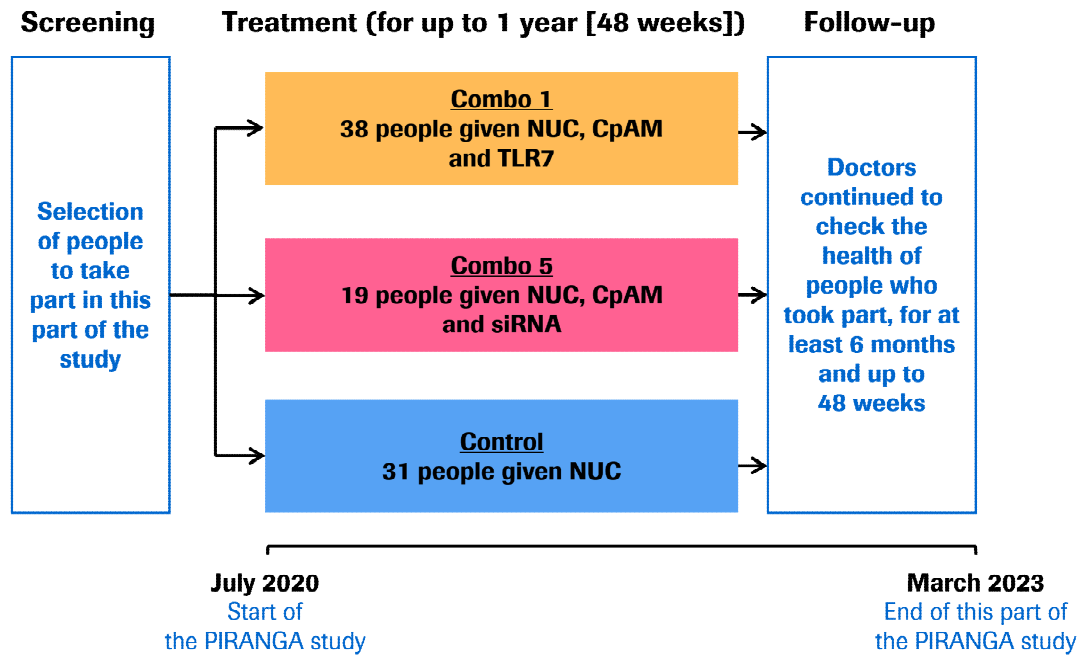 Screening
Treatment (for up to 1 year [48 weeks])
Follow-up
Selection
of people
to take
part in this
part of the
study
Combo 1
38 people given NUC, CpAM
and TLR7
Combo 5
19 people given NUC, CpAM
and siRNA
Control
31 people given NUC
Doctors
continued to
check the
health of
people who
took part, for at
least 6 months
and up to
48 weeks
July 2020
Start of
the PIRANGA study
March 2023
End of this part of
the PIRANGA study